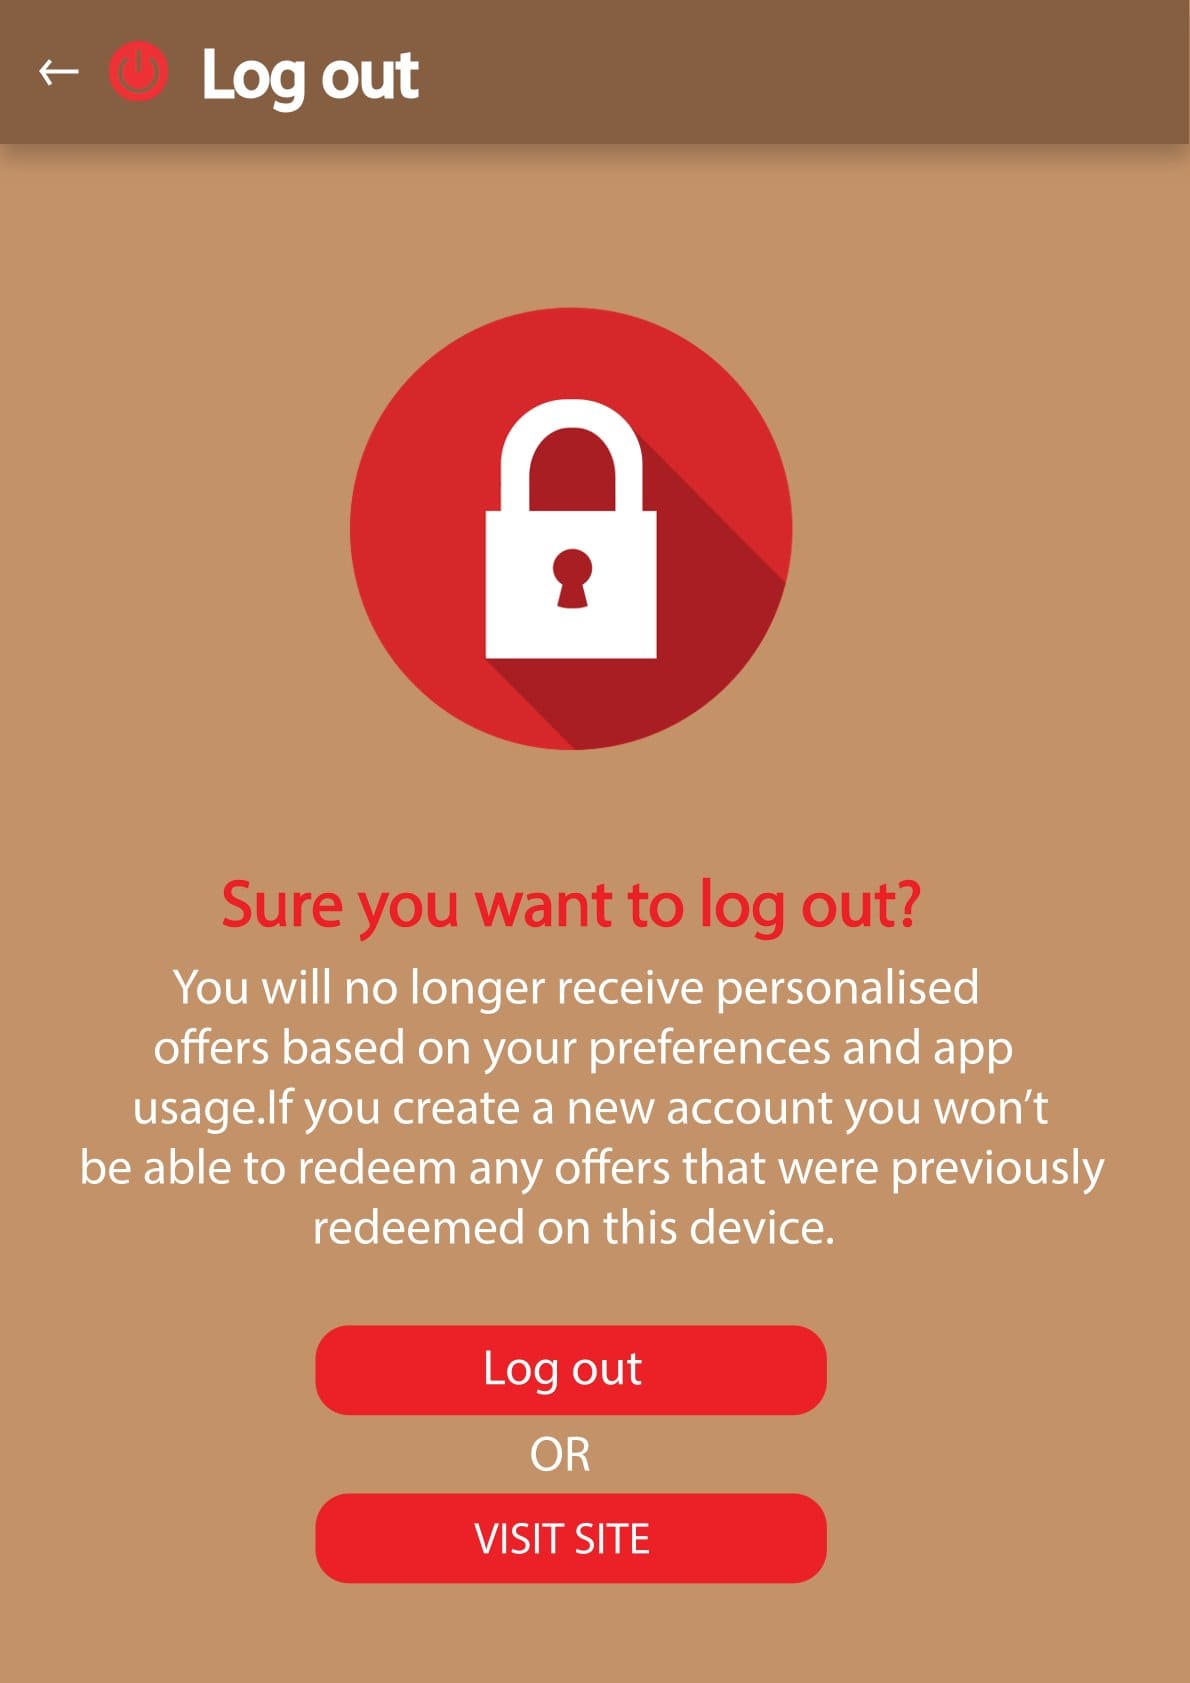 Log out
Sure you want to log out?
You will no longer receive personalised
offers based on your preferences and app
usage.If you create a new account you won’t
be able to redeem any offers that were previously
redeemed on this device.
Log out
OR
VISIT SITE